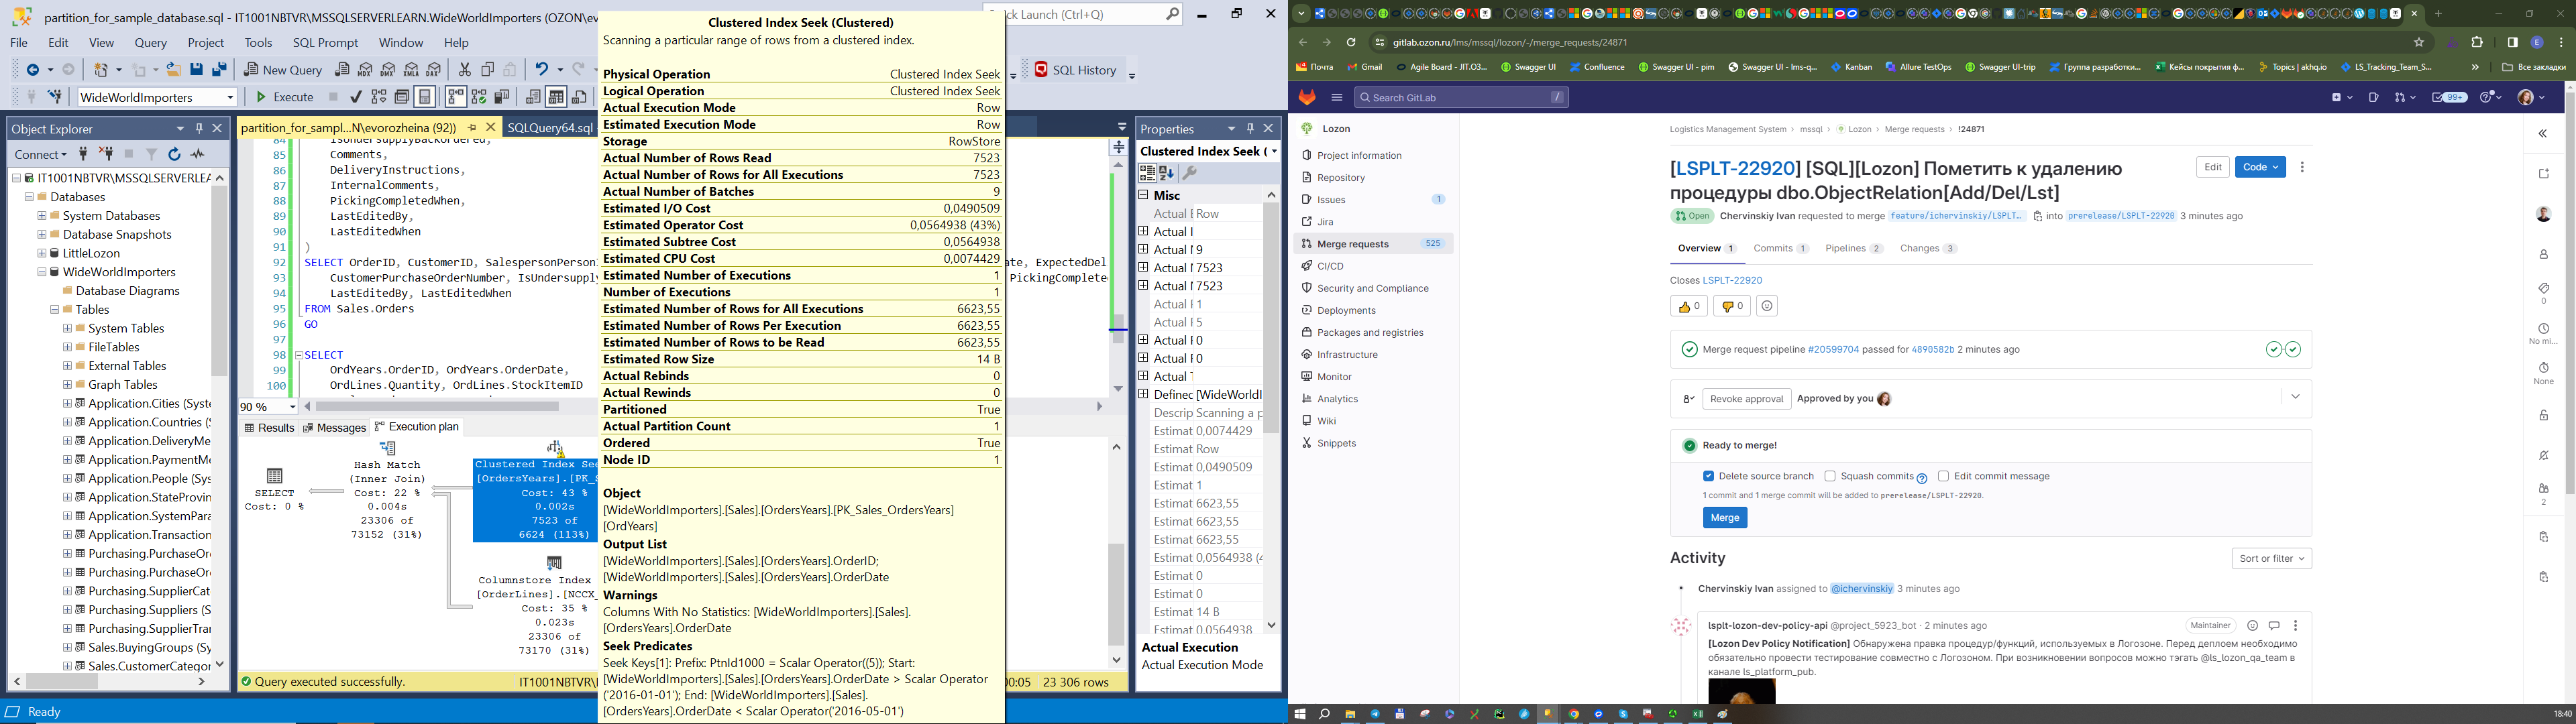 partition_for_sample_database.sql - IT1001NBTVR\MSSQLSERVERLEARN.WideWorldImporters (OZON\ev
ck Launch (Ctrl+Q)
File Edit View Query Project Tools SQL Prompt Window Help
New Query
SQL History
WideWorldImporters
Execute
Object Explorer
Connect
IT1001NBTVR\MSSQLSERVERLEA
Databases
System Databases
Database Snapshots
LittleLozon
WideWorldImporters
Database Diagrams
Tables
System Tables
FileTables
External Tables
Graph Tables
Application.Cities (Syste
Application.Countries (
Application.DeliveryMe
Application.PaymentMe
Application.People (Sys
Application.StateProvin
Application.SystemPara
Application.Transaction
Purchasing.PurchaseOr
Purchasing.PurchaseOr
Purchasing.SupplierCat
Purchasing.Suppliers (S
Purchasing.SupplierTrar
Sales.BuyingGroups (Sy
Sales.CustomerCategor
Ready
partition_for_sampl...N\evorozheina (92))
SQLQuery64.sql
84 IsUndersupplyBackordered,
85 Comments,
86 DeliveryInstructions,
87 InternalComments,
88 PickingCompletedWhen,
89 LastEditedBy,
90 LastEditedWhen
91 )
92 SELECT OrderID, CustomerID, SalespersonPersonI
ate, ExpectedDel
93 CustomerPurchaseOrderNumber, IsUndersupply
PickingComplete
94 LastEditedBy, LastEditedWhen
95 FROM Sales.Orders
96 GO
97
98 SELECT
99 OrdYears.OrderID, OrdYears.OrderDate,
100 OrdLines.Quantity, OrdLines.StockItemID
90 %
Results Messages Execution plan
SELECT
Cost: 0 %
Hash Match
(Inner Join)
Cost: 22 %
0.004s
23306 of
73152 (31%)
Clustered Index See
[OrdersYears].[PK_S
Cost: 43 %
0.002s
7523 of
6624 (113%)
Columnstore Index
[OrderLines].[NCCX_
Cost: 35 %
0.023s
23306 of
73170 (31%)
Query executed successfully.
IT1001NBTVR\
00:05 23 306 rows
Clustered Index Seek (Clustered)
Scanning a particular range of rows from a clustered index.
Physical Operation Clustered Index Seek
Logical Operation Clustered Index Seek
Actual Execution Mode Row
Estimated Execution Mode Row
Storage RowStore
Actual Number of Rows Read 7523
Actual Number of Rows for All Executions 7523
Actual Number of Batches 9
Estimated I/O Cost 0,0490509
Estimated Operator Cost 0,0564938 (43%)
Estimated Subtree Cost 0,0564938
Estimated CPU Cost 0,0074429
Estimated Number of Executions 1
Number of Executions 1
Estimated Number of Rows for All Executions 6623,55
Estimated Number of Rows Per Execution 6623,55
Estimated Number of Rows to be Read 6623,55
Estimated Row Size 14 B
Actual Rebinds 0
Actual Rewinds 0
Partitioned True
Actual Partition Count 1
Ordered True
Node ID 1
Object
[WideWorldImporters].[Sales].[OrdersYears].[PK_Sales_OrdersYears]
[OrdYears]
Output List
[WideWorldImporters].[Sales].[OrdersYears].OrderID;
[WideWorldImporters].[Sales].[OrdersYears].OrderDate
Warnings
Columns With No Statistics: [WideWorldImporters].[Sales].
[OrdersYears].OrderDate
Seek Predicates
Seek Keys[1]: Prefix: PtnId1000 = Scalar Operator((5)); Start:
[WideWorldImporters].[Sales].[OrdersYears].OrderDate > Scalar Operator
('2016-01-01'); End: [WideWorldImporters].[Sales].
[OrdersYears].OrderDate < Scalar Operator('2016-05-01')
Properties
Clustered Index Seek (
Misc
Actual E Row
Actual I
Actual N 9
Actual N 7523
Actual N 7523
Actual F 1
Actual F 5
Actual F 0
Actual F 0
Actual T
Definec [WideWorldI
Descrip Scanning a p
Estimat 0,0074429
Estimat Row
Estimat 0,0490509
Estimat 1
Estimat 6623,55
Estimat 6623,55
Estimat 6623,55
Estimat 0,0564938 (4
Estimat 0
Estimat 0
Estimat 14 B
Estimat 0,0564938
Actual Execution
Actual Execution Mode
gitlab.ozon.ru/lms/mssql/lozon/-/merge_requests/24871
Почта Gmail Agile Board - JIT.O3... Swagger UI Confluence Swagger UI - pim Swagger UI - lms-q... Kanban Allure TestOps Swagger UI-trip Группа разработки... Кейсы покрытия ф... Topics | akhq.io LS_Tracking_Team_S... » Все закладки
Search GitLab /
99+
Lozon
Project information
Repository
Issues 1
Jira
Merge requests 525
CI/CD
Security and Compliance
Deployments
Packages and registries
Infrastructure
Monitor
Analytics
Wiki
Snippets
Logistics Management System > mssql > Lozon > Merge requests > !24871
[LSPLT-22920] [SQL][Lozon] Пометить к удалению
процедуры dbo.ObjectRelation[Add/Del/Lst]
Edit Code
Open Chervinskiy Ivan requested to merge feature/ichervinskiy/LSPLT… into prerelease/LSPLT-22920 3 minutes ago
Overview 1 Commits 1 Pipelines 2 Changes 3
Closes LSPLT-22920
0 0
Merge request pipeline #20599704 passed for 4890582b 2 minutes ago
Revoke approval Approved by you
Ready to merge!
Delete source branch Squash commits Edit commit message
1 commit and 1 merge commit will be added to prerelease/LSPLT-22920.
Merge
Activity
Sort or filter
Chervinskiy Ivan assigned to @ichervinskiy 3 minutes ago
lsplt-lozon-dev-policy-api @project_5923_bot · 2 minutes ago
Maintainer
[Lozon Dev Policy Notification] Обнаружена правка процедур/функций, используемых в Логозоне. Перед деплоем необходимо
обязательно провести тестирование совместно с Логозоном. При возникновении вопросов можно тэгать @ls_lozon_qa_team в
канале ls_platform_pub.
0
No mi...
None
2
18:40